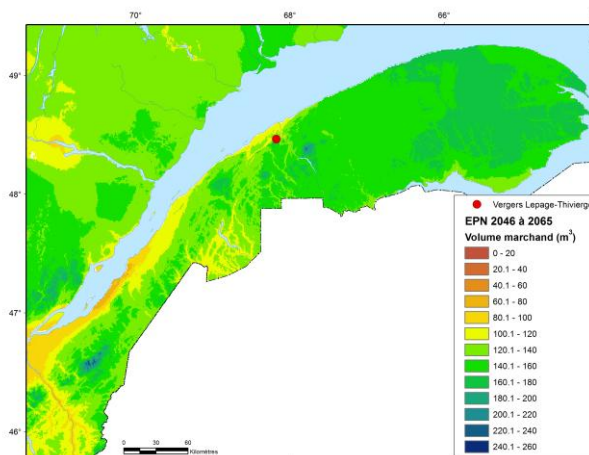 70° 68° 66°
49°
48°
47°
46°
70° 68°
Vergers Lepage-Thivierge
EPN 2046 à 2065
Volume marchand (m³)
0 - 20
20.1 - 40
40.1 - 60
60.1 - 80
80.1 - 100
100.1 - 120
120.1 - 140
140.1 - 160
160.1 - 180
180.1 - 200
200.1 - 220
220.1 - 240
240.1 - 260
0 30 60
Kilomètres